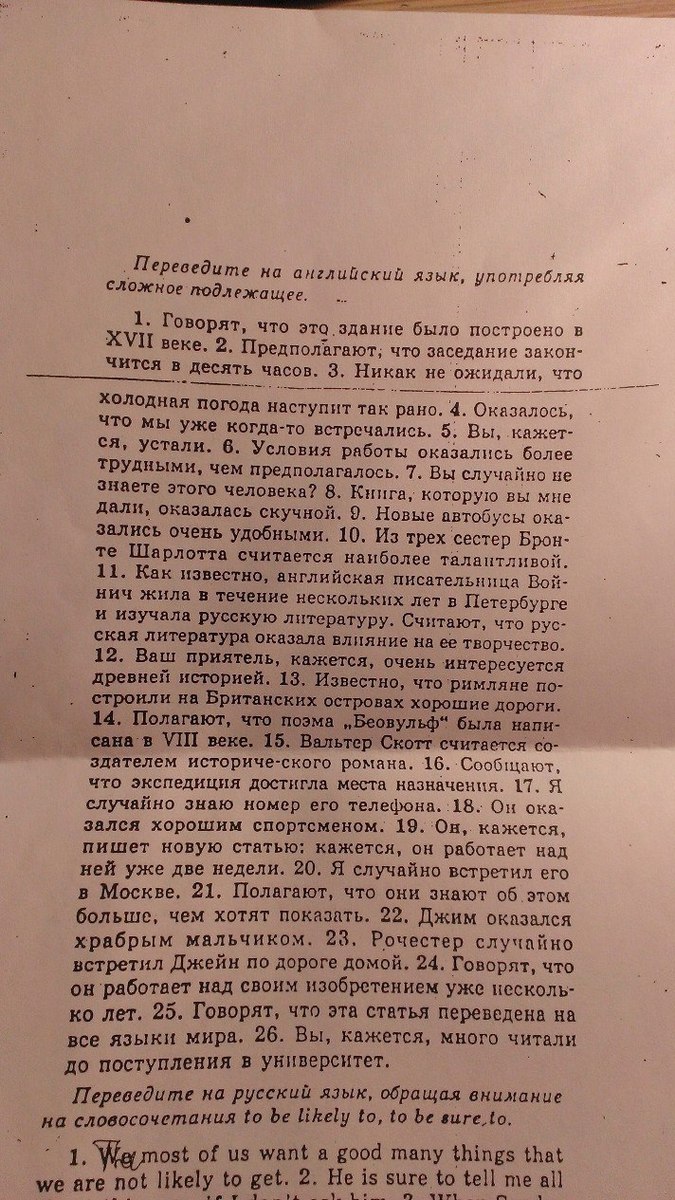 Переведите на английский язык, употребляя
сложное подлежащее.
1. Говорят, что это здание было построено в
XVII веке. 2. Предполагают, что заседание закон-
чится в десять часов. 3. Никак не ожидали, что
холодная погода наступит так рано. 4. Оказалось,
что мы уже когда-то встречались. 5. Вы, кажет-
ся, устали. 6. Условия работы оказались более
трудными, чем предполагалось. 7. Вы случайно не
знаете этого человека? 8. Книга, которую вы мне
дали, оказалась скучной. 9. Новые автобусы ока-
зались очень удобными. 10. Из трех сестер Брон-
те Шарлотта считается наиболее талантливой.
11. Как известно, английская писательница Вой-
нич жила в течение нескольких лет в Петербурге
и изучала русскую литературу. Считают, что рус-
ская литература оказала влияние на ее творчество.
12. Ваш приятель, кажется, очень интересуется
древней историей. 13. Известно, что римляне по-
строили на Британских островах хорошие дороги.
14. Полагают, что поэма „Беовульф“ была напи-
сана в VIII веке. 15. Вальтер Скотт считается со-
здателем историче-ского романа. 16. Сообщают,
что экспедиция достигла места назначения. 17. Я
случайно знаю номер его телефона. 18. Он ока-
зался хорошим спортсменом. 19. Он, кажется,
пишет новую статью: кажется, он работает над
ней уже две недели. 20. Я случайно встретил его
в Москве. 21. Полагают, что они знают об этом
больше, чем хотят показать. 22. Джим оказался
храбрым мальчиком. 23. Рочестер случайно
встретил Джейн по дороге домой. 24. Говорят, что
он работает над своим изобретением уже несколь-
ко лет. 25. Говорят, что эта статья переведена на
все языки мира. 26. Вы, кажется, много читали
до поступления в университет.
Переведите на русский язык, обращая внимание
на словосочетания to be likely to, to be sure to.
1. most of us want a good many things that
we are not likely to get. 2. He is sure to tell me all